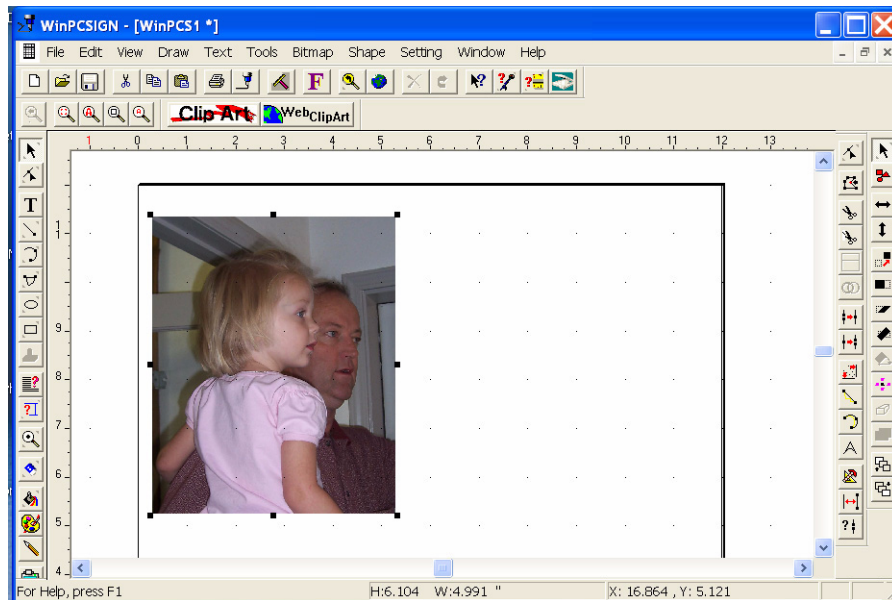 WinPCSIGN - [WinPCS1 *]
File Edit View Draw Text Tools Bitmap Shape Setting Window Help
F
Clip Art WebClipArt
1 0 1 2 3 4 5 6 7 8 9 10 11 12 13
T
1
1
9
8
7
6
5
4
A
For Help, press F1 H:6.104 W:4.991 " X: 16.864 , Y: 5.121